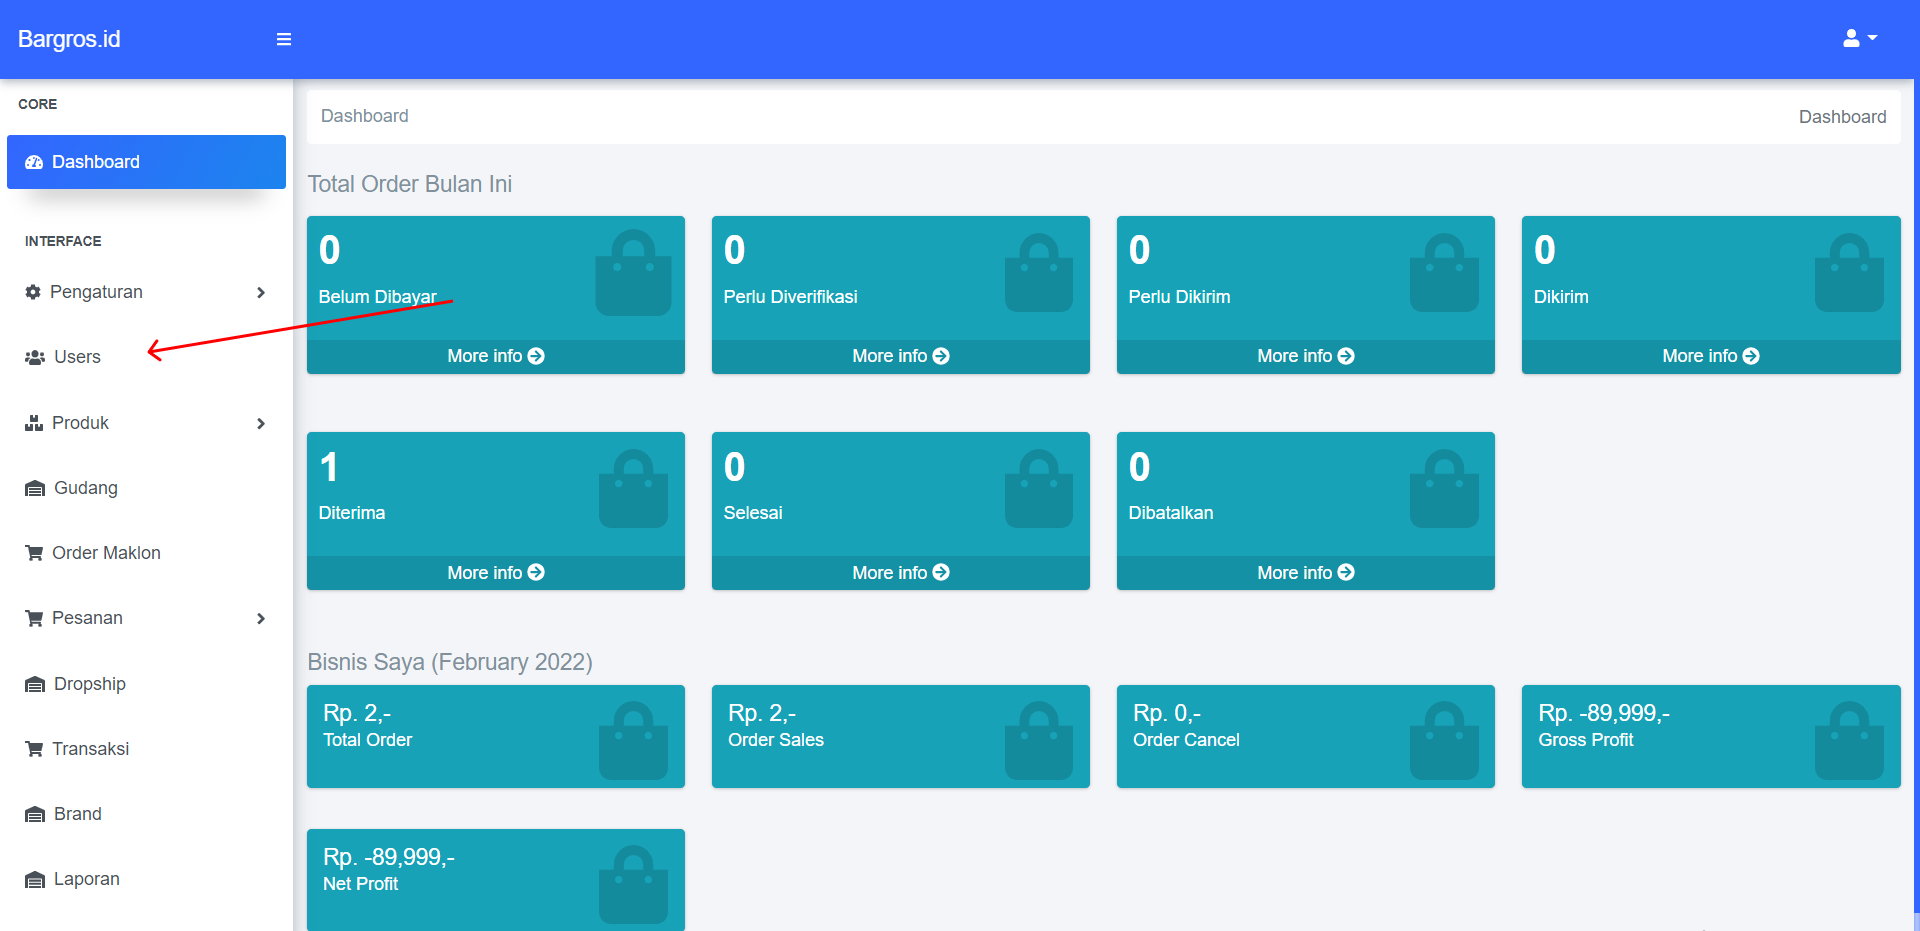 Bargros.id
CORE
Dashboard
INTERFACE
Pengaturan
Users
Produk
Gudang
Order Maklon
Pesanan
Dropship
Transaksi
Brand
Laporan
Dashboard
Dashboard
Total Order Bulan Ini
0
Belum Dibayar
More info
0
Perlu Diverifikasi
More info
0
Perlu Dikirim
More info
0
Dikirim
More info
1
Diterima
More info
0
Selesai
More info
0
Dibatalkan
More info
Bisnis Saya (February 2022)
Rp. 2,-
Total Order
Rp. 2,-
Order Sales
Rp. 0,-
Order Cancel
Rp. -89,999,-
Gross Profit
Rp. -89,999,-
Net Profit